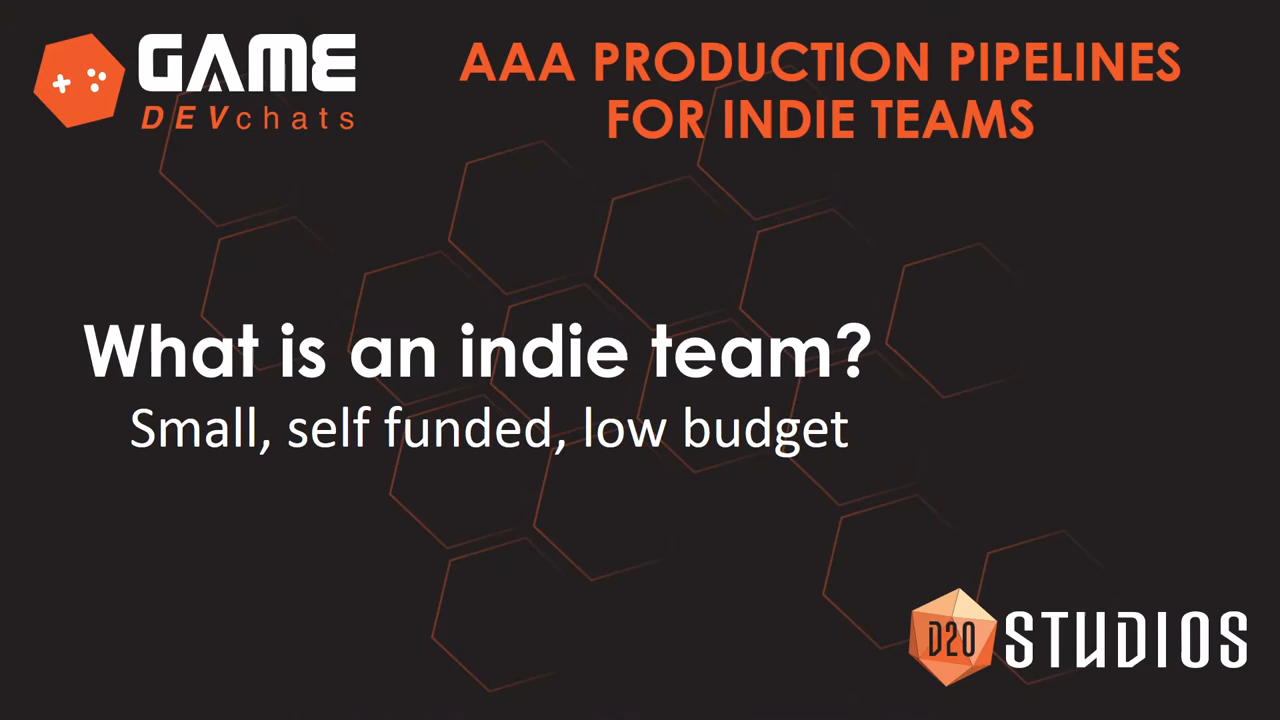 GAME
DEVchats
AAA PRODUCTION PIPELINES
FOR INDIE TEAMS
What is an indie team?
Small, self funded, low budget
D20 STUDIOS